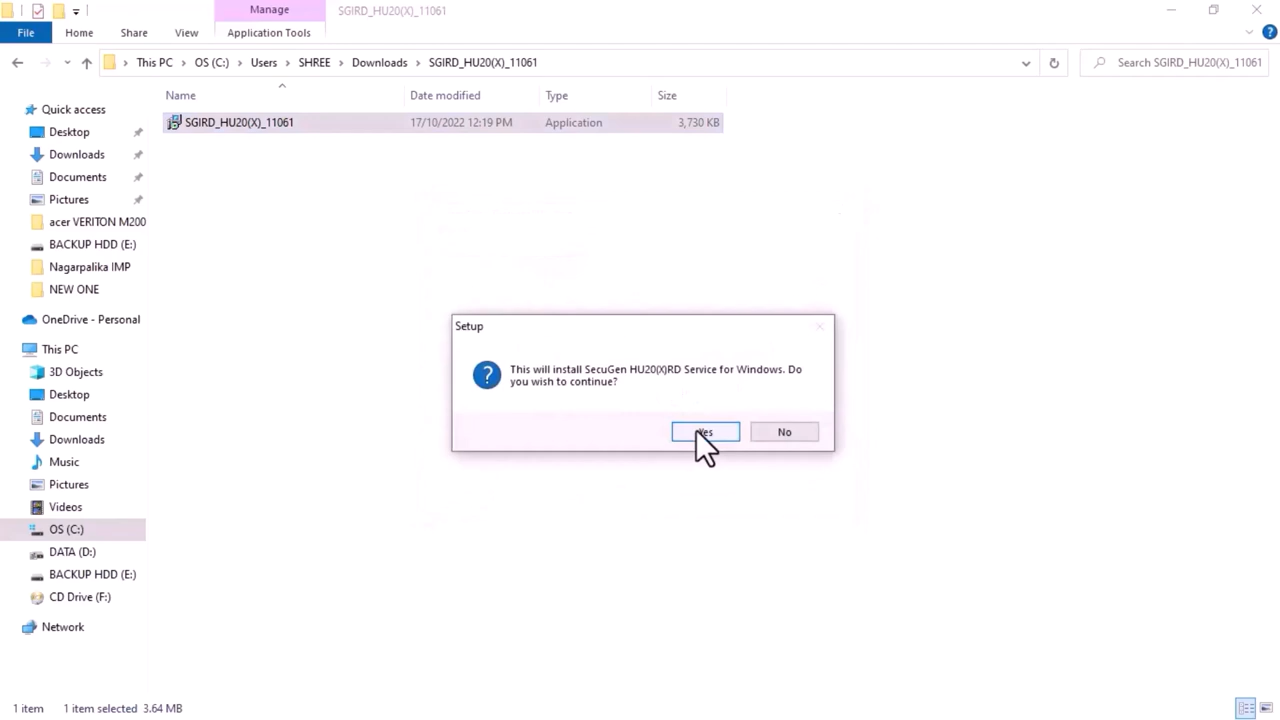 Manage
SGIRD_HU20(X)_11061
File
Home
Share
View
Application Tools
This PC
OS (C:)
Users
SHREE
Downloads
SGIRD_HU20(X)_11061
Search SGIRD_HU20(X)_11061
Name
Date modified
Type
Size
SGIRD_HU20(X)_11061
17/10/2022 12:19 PM
Application
3,730 KB
Quick access
Desktop
Downloads
Documents
Pictures
acer VERITON M200
BACKUP HDD (E:)
Nagarpalika IMP
NEW ONE
OneDrive - Personal
This PC
3D Objects
Desktop
Documents
Downloads
Music
Pictures
Videos
OS (C:)
DATA (D:)
BACKUP HDD (E:)
CD Drive (F:)
Network
Setup
This will install SecuGen HU20(X)RD Service for Windows. Do
you wish to continue?
Yes
No
1 item
1 item selected 3.64 MB